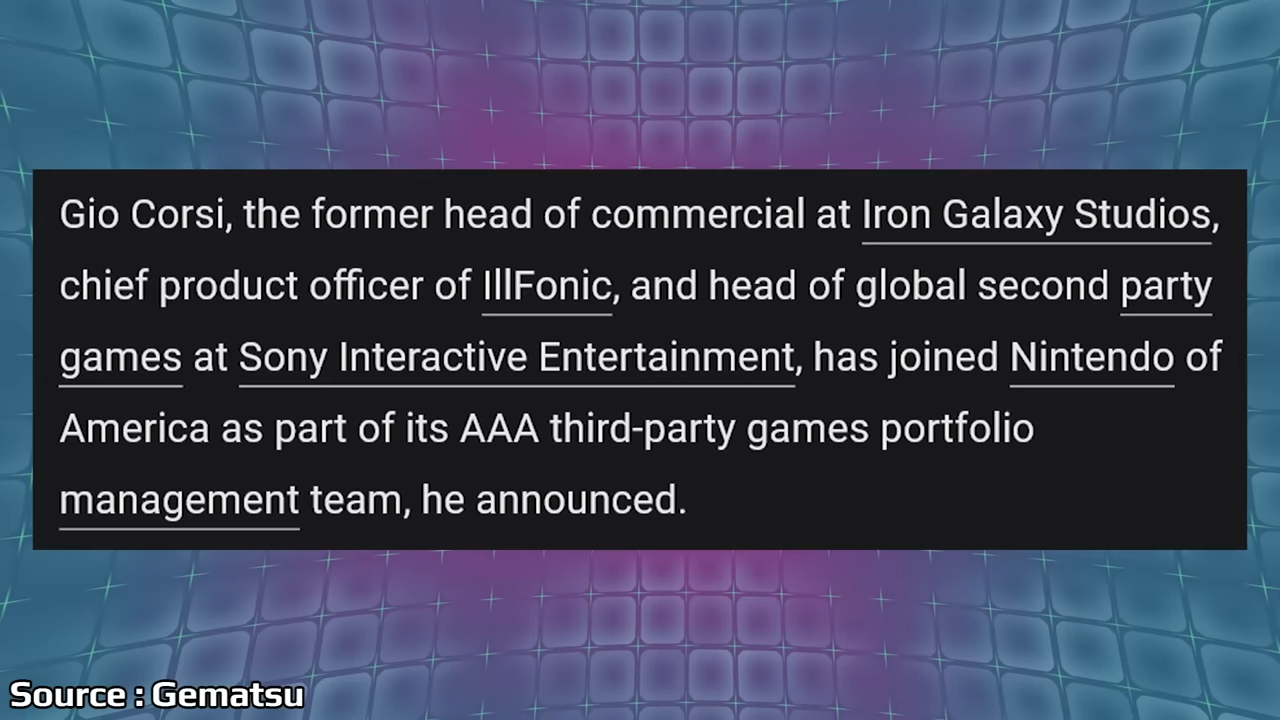 Gio Corsi, the former head of commercial at Iron Galaxy Studios,
chief product officer of IllFonic, and head of global second party
games at Sony Interactive Entertainment, has joined Nintendo of
America as part of its AAA third-party games portfolio
management team, he announced.
Source : Gematsu